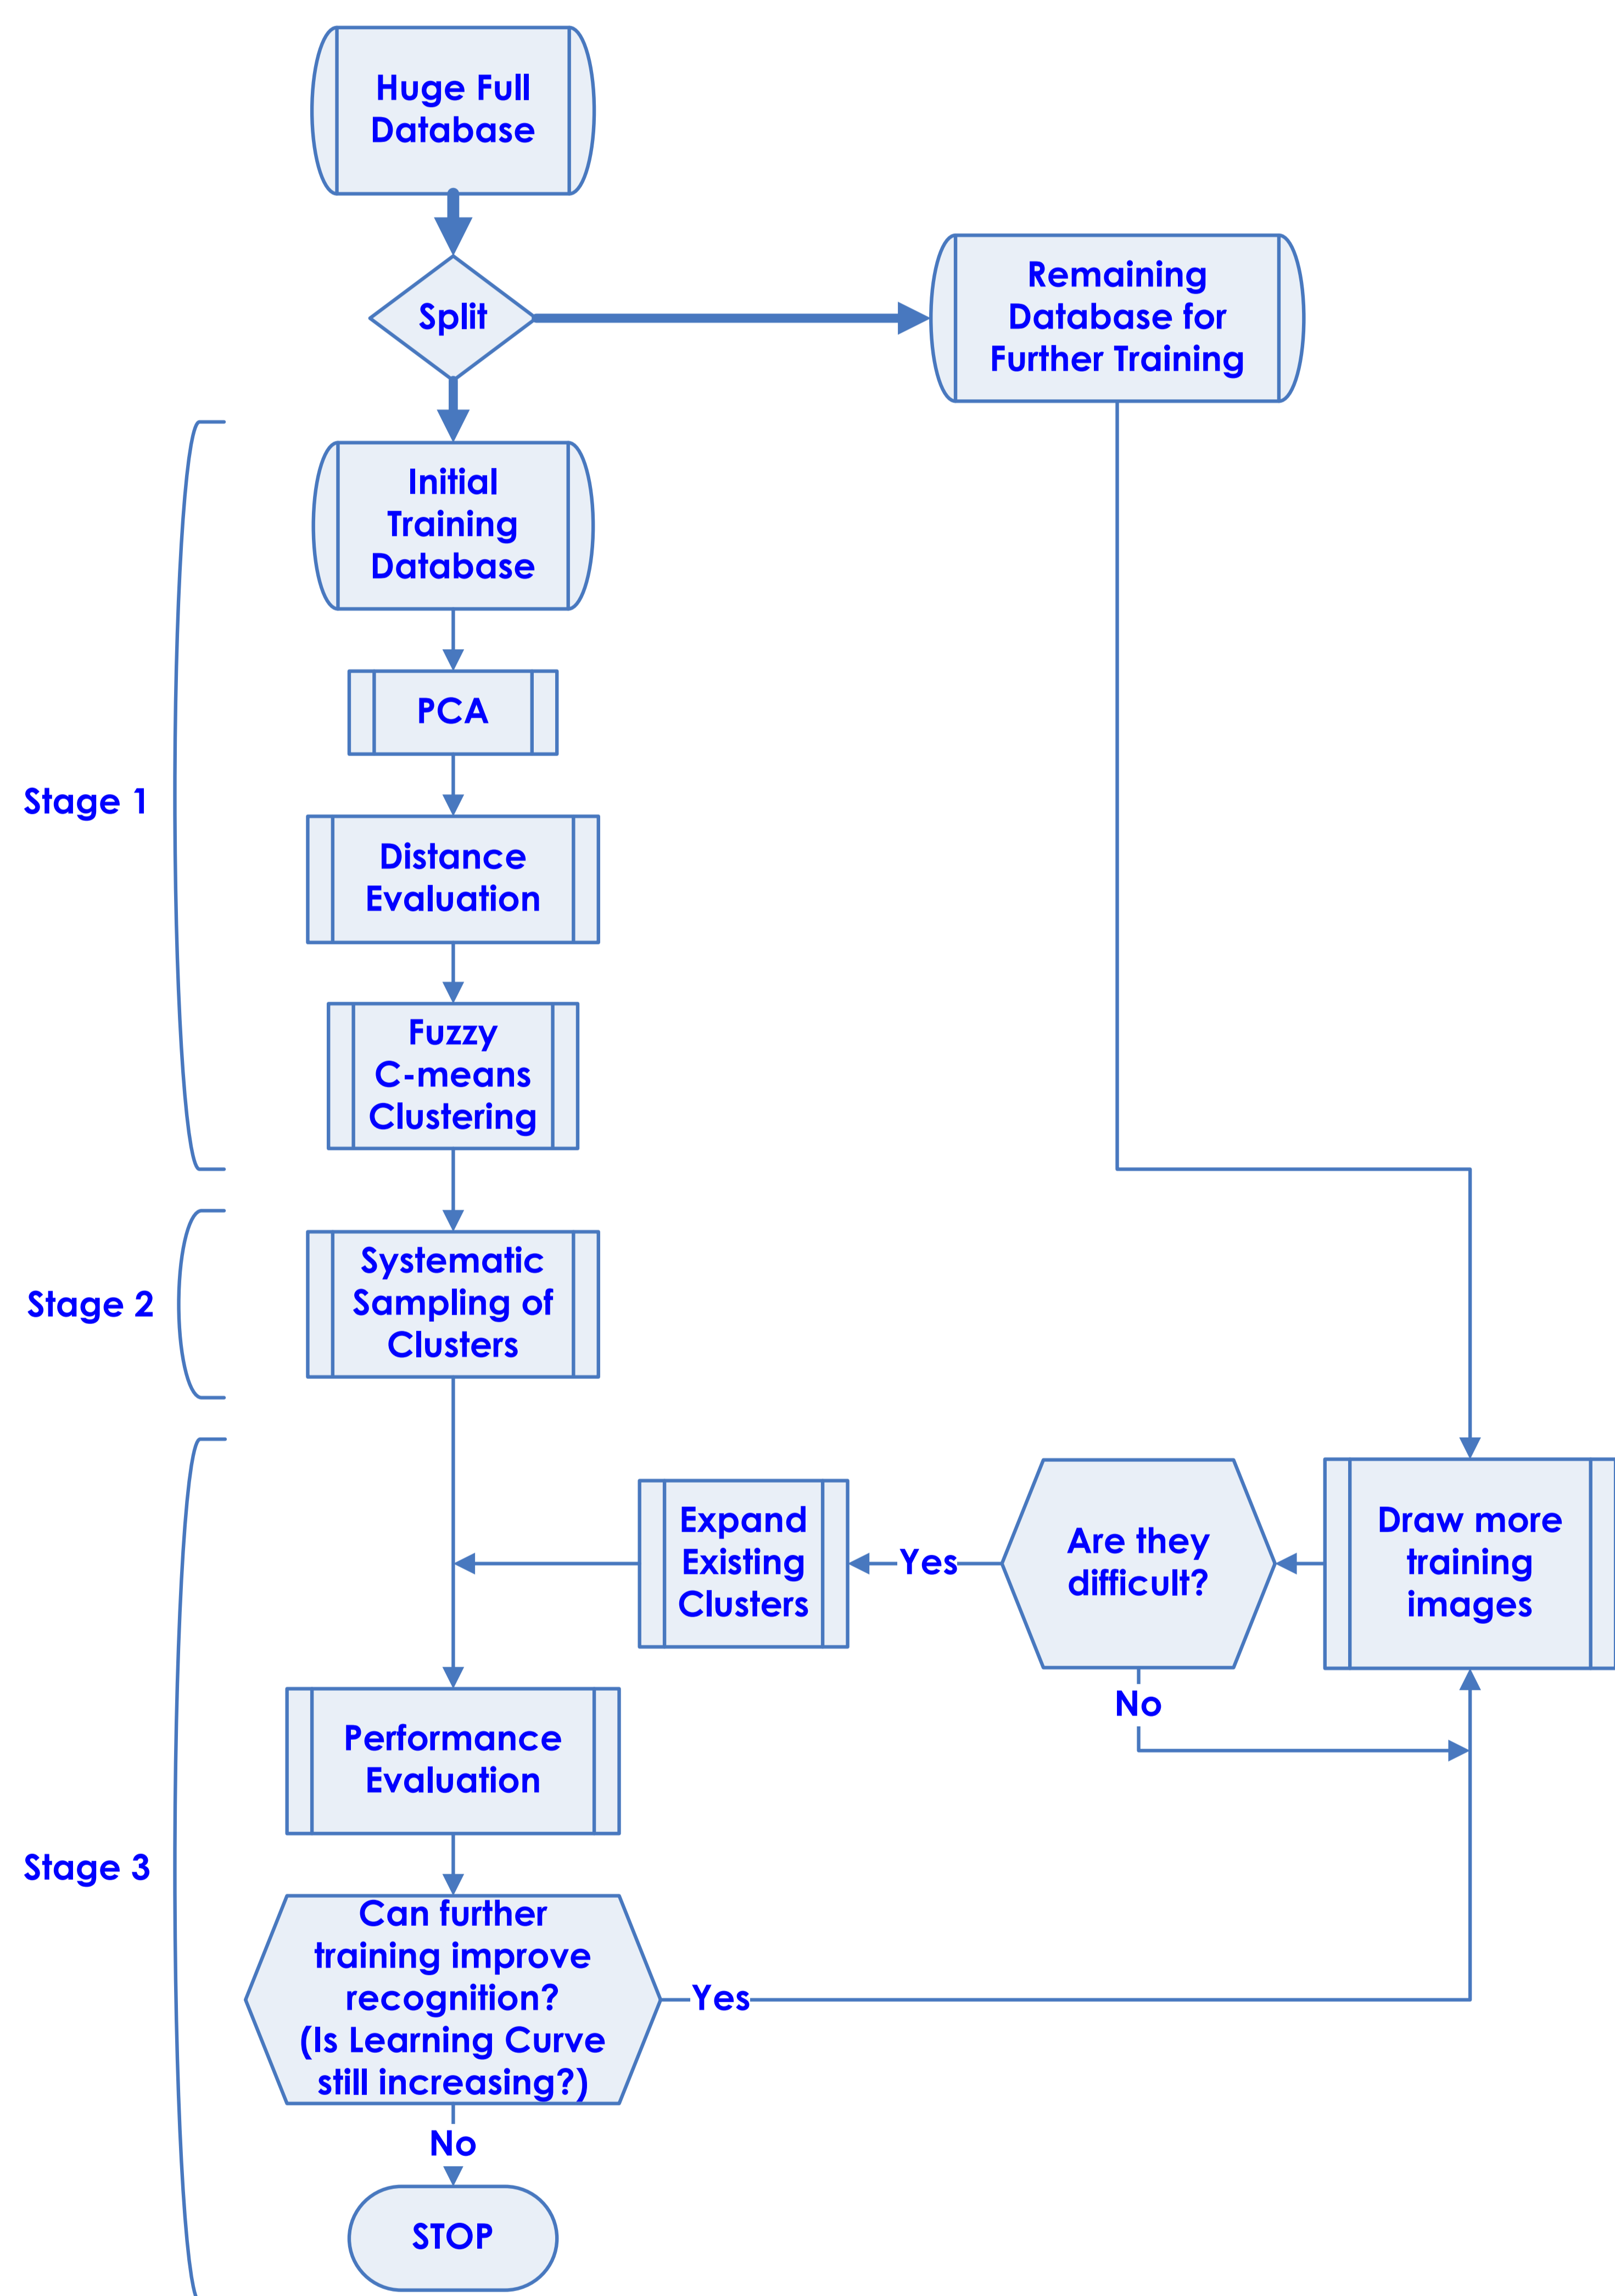 Huge Full
Database
Split
Remaining
Database for
Further Training
Initial
Training
Database
PCA
Stage 1
Distance
Evaluation
Fuzzy
C-means
Clustering
Stage 2
Systematic
Sampling of
Clusters
Expand
Existing
Clusters
Yes
Are they
difficult?
Draw more
training
images
No
Performance
Evaluation
Stage 3
Can further
training improve
recognition?
(Is Learning Curve
still increasing?)
Yes
No
STOP